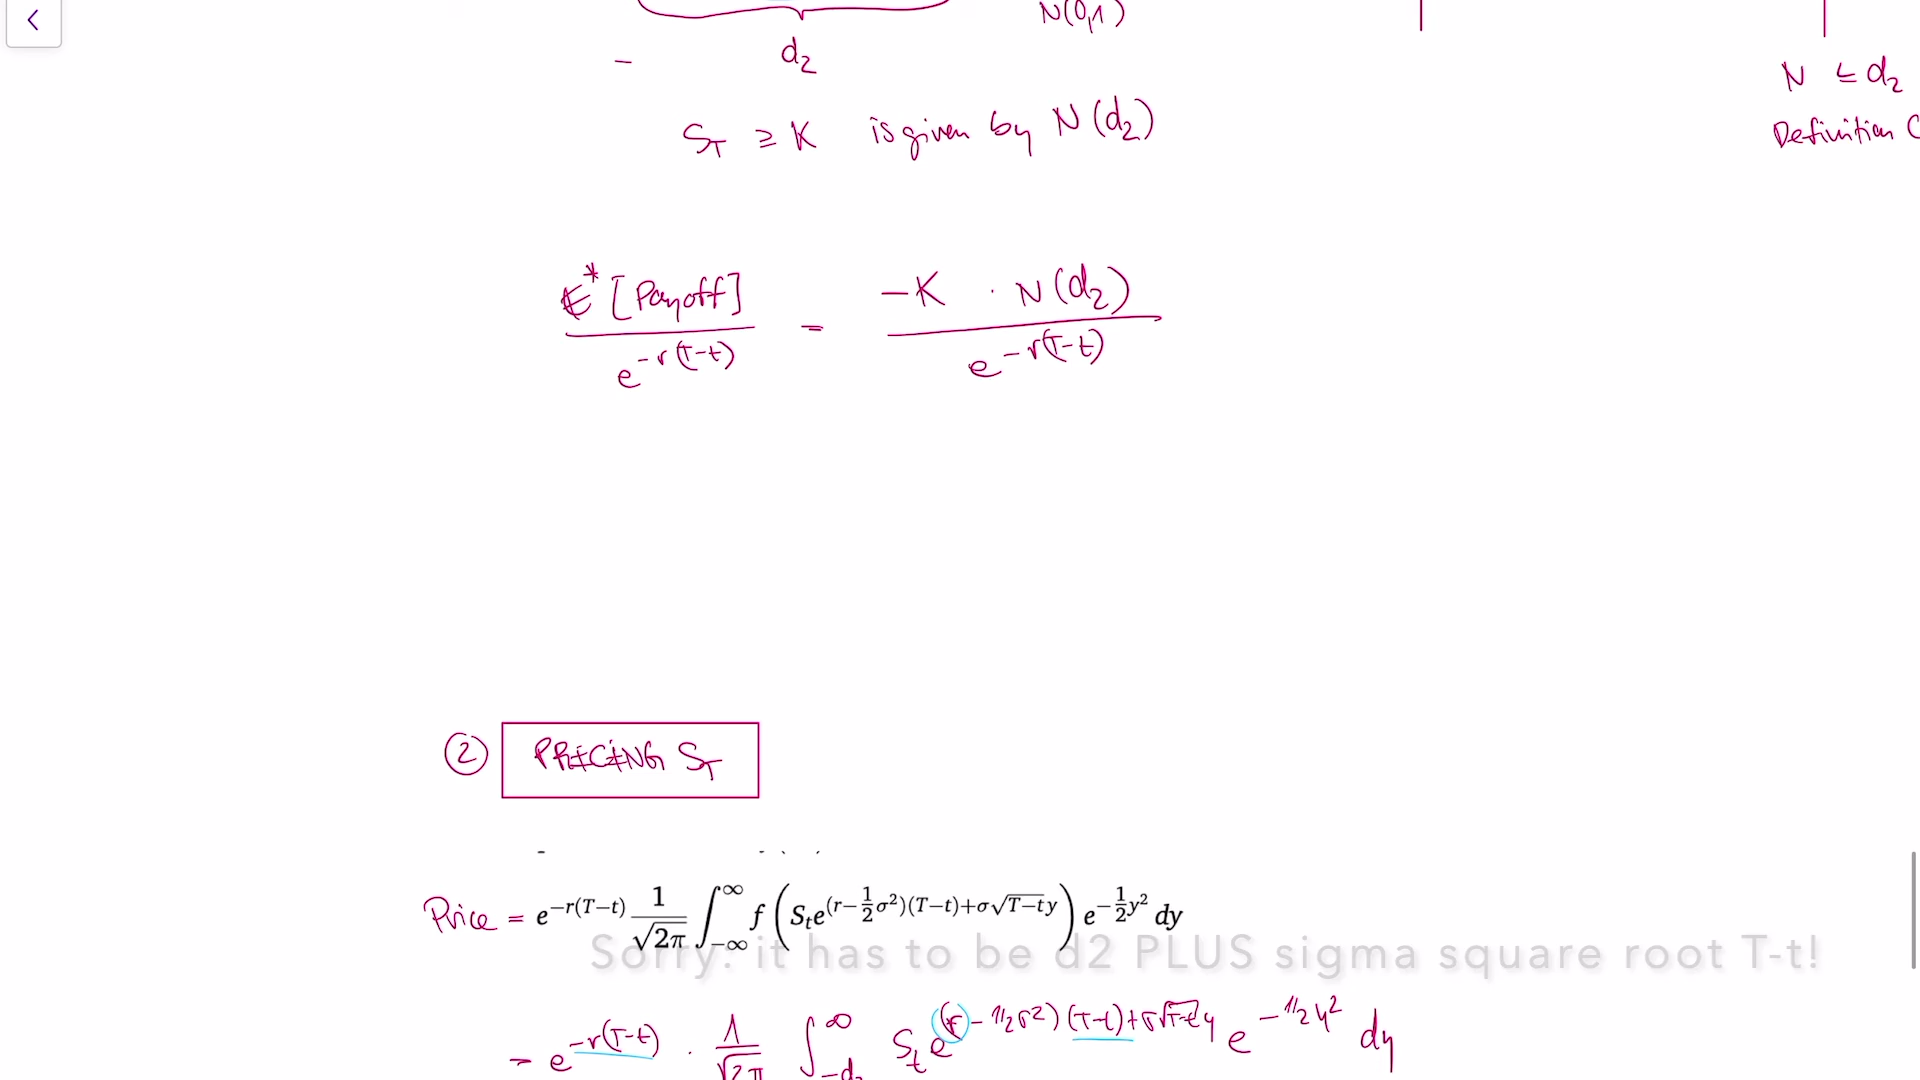 N(0,1)
d₂
N ≤ d₂
S_T ≥ K is given by N(d₂)
Definition C
E*[Payoff] / e^{-r(T-t)} = -K · N(d₂) / e^{-r(T-t)}
② PRICING S_T
Price = e^{-r(T-t)} 1/√2π ∫_{-∞}^{∞} f(S_t e^{(r-½σ²)(T-t)+σ√T-t y}) e^{-½y²} dy
Sorry: it has to be d2 PLUS sigma square root T-t!
= e^{-r(T-t)} · 1/√2π ∫_{-d₂}^{∞} S_t e^{(r-1/2σ²)(T-t)+σ√T-t y} e^{-1/2y²} dy